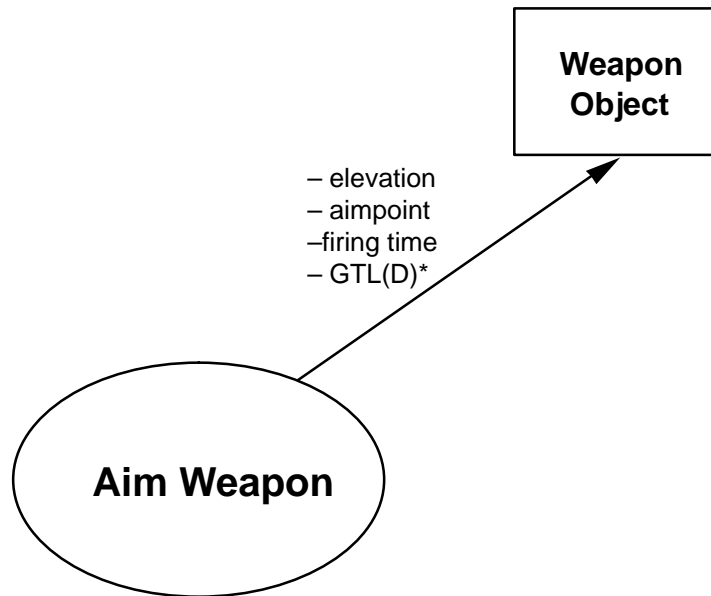 Weapon
Object
– elevation
– aimpoint
–firing time
– GTL(D)*
Aim Weapon